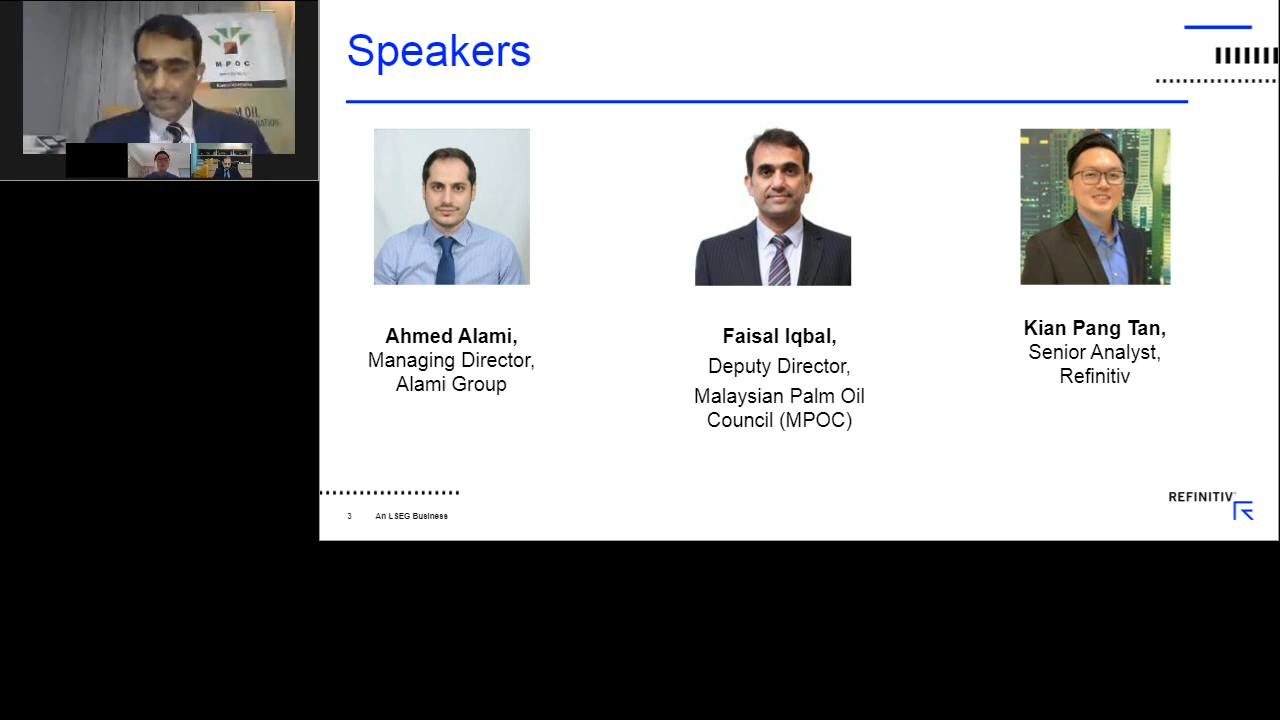 MPOC
M OIL
Speakers
Ahmed Alami,
Managing Director,
Alami Group
Faisal Iqbal,
Deputy Director,
Malaysian Palm Oil
Council (MPOC)
Kian Pang Tan,
Senior Analyst,
Refinitiv
3 An LSEG Business
REFINITIV